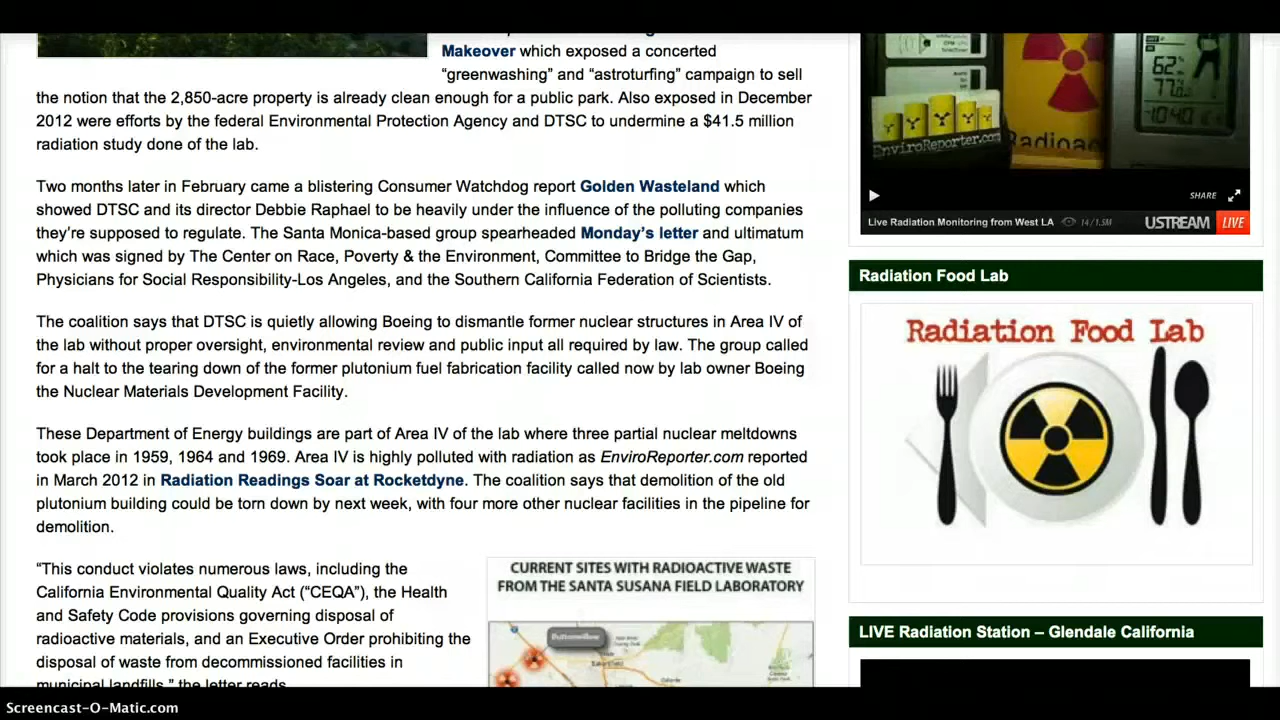 Makeover which exposed a concerted
“greenwashing” and “astroturfing” campaign to sell
the notion that the 2,850-acre property is already clean enough for a public park. Also exposed in December
2012 were efforts by the federal Environmental Protection Agency and DTSC to undermine a $41.5 million
radiation study done of the lab.
Two months later in February came a blistering Consumer Watchdog report Golden Wasteland which
showed DTSC and its director Debbie Raphael to be heavily under the influence of the polluting companies
they’re supposed to regulate. The Santa Monica-based group spearheaded Monday’s letter and ultimatum
which was signed by The Center on Race, Poverty & the Environment, Committee to Bridge the Gap,
Physicians for Social Responsibility-Los Angeles, and the Southern California Federation of Scientists.
The coalition says that DTSC is quietly allowing Boeing to dismantle former nuclear structures in Area IV of
the lab without proper oversight, environmental review and public input all required by law. The group called
for a halt to the tearing down of the former plutonium fuel fabrication facility called now by lab owner Boeing
the Nuclear Materials Development Facility.
These Department of Energy buildings are part of Area IV of the lab where three partial nuclear meltdowns
took place in 1959, 1964 and 1969. Area IV is highly polluted with radiation as EnviroReporter.com reported
in March 2012 in Radiation Readings Soar at Rocketdyne. The coalition says that demolition of the old
plutonium building could be torn down by next week, with four more other nuclear facilities in the pipeline for
demolition.
“This conduct violates numerous laws, including the
California Environmental Quality Act (“CEQA”), the Health
and Safety Code provisions governing disposal of
radioactive materials, and an Executive Order prohibiting the
disposal of waste from decommissioned facilities in
municipal landfills,” the letter reads.
CURRENT SITES WITH RADIOACTIVE WASTE
FROM THE SANTA SUSANA FIELD LABORATORY
Buttonwillow
EnviroReporter.com
Radioac
SHARE
Live Radiation Monitoring from West LA 14/1.5M USTREAM LIVE
Radiation Food Lab
Radiation Food Lab
LIVE Radiation Station – Glendale California
Screencast-O-Matic.com